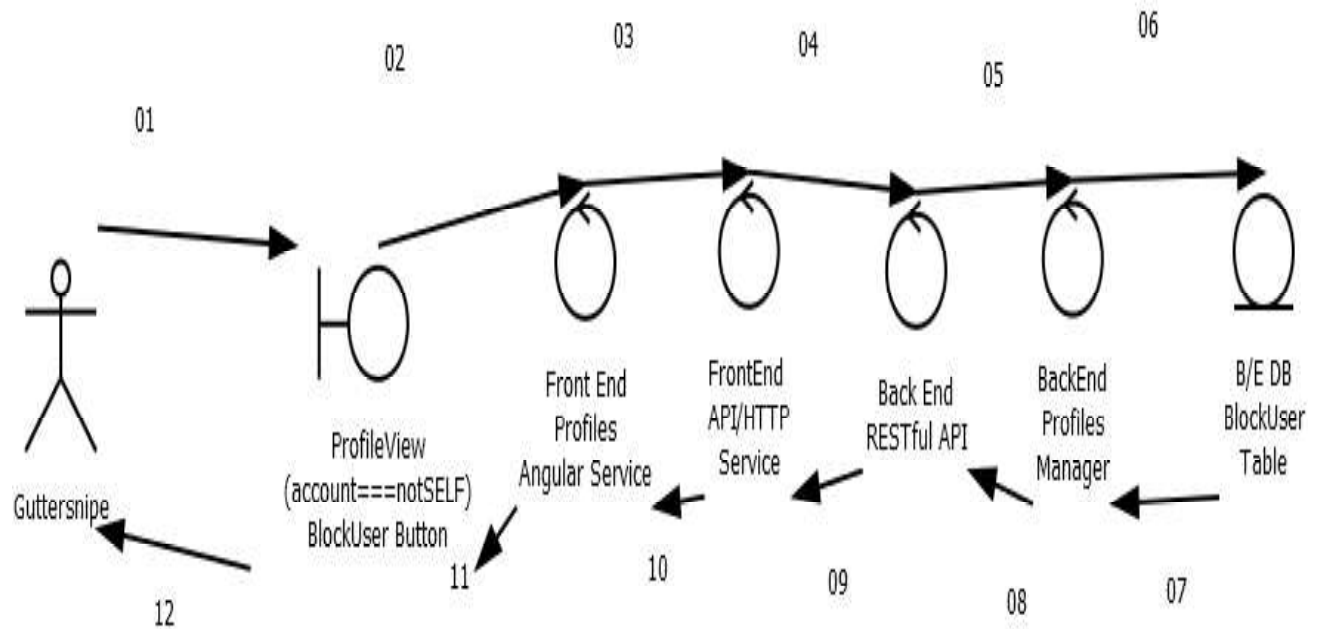 01
02
03
04
05
06
Guttersnipe
ProfileView
(account===notSELF)
BlockUser Button
Front End
Profiles
Angular Service
FrontEnd
API/HTTP
Service
Back End
RESTful API
BackEnd
Profiles
Manager
B/E DB
BlockUser
Table
12
11
10
09
08
07